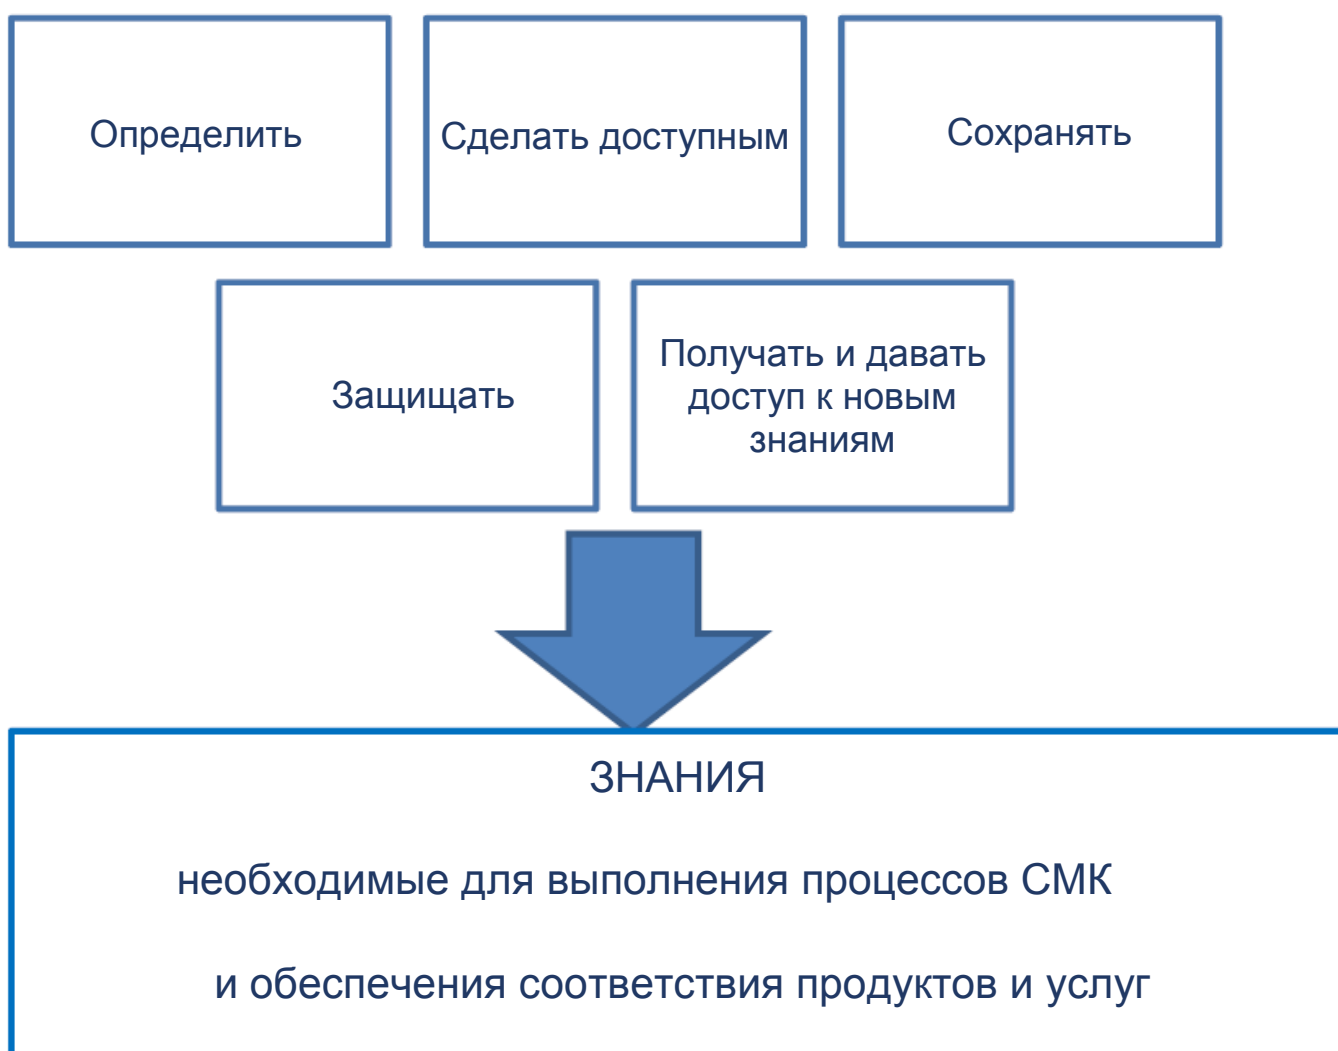 Определить
Сделать доступным
Сохранять
Защищать
Получать и давать
доступ к новым
знаниям
ЗНАНИЯ
необходимые для выполнения процессов СМК
и обеспечения соответствия продуктов и услуг